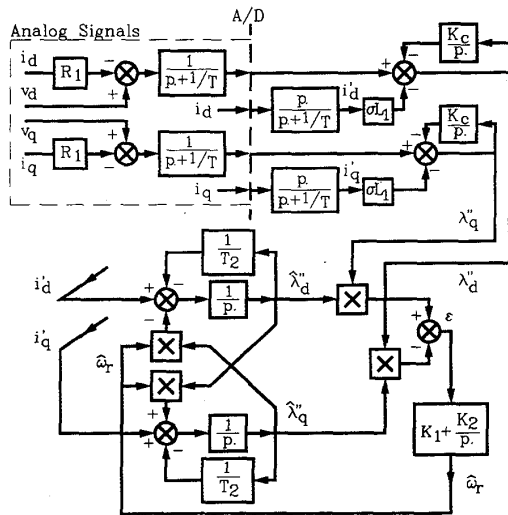 Analog Signals
A/D
i_d
R_1
v_d
1/(p.+1/T)
i_d
p./(p.+1/T)
i'_d
σL_1
K_c/p.
v_q
i_q
R_1
1/(p.+1/T)
i_q
p./(p.+1/T)
i'_q
σL_1
K_c/p.
λ''_q
λ''_d
1/T_2
i'_d
1/p.
λ̂''_d
ε
i'_q
ω̂_r
1/p.
λ̂''_q
1/T_2
K_1+K_2/p.
ω̂_r